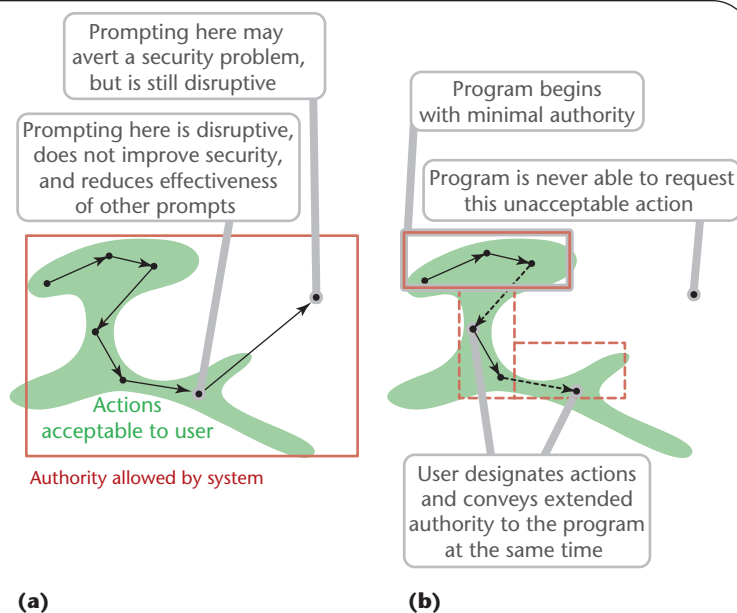 Prompting here may
avert a security problem,
but is still disruptive
Prompting here is disruptive,
does not improve security,
and reduces effectiveness
of other prompts
Actions
acceptable to user
Authority allowed by system
(a)
Program begins
with minimal authority
Program is never able to request
this unacceptable action
User designates actions
and conveys extended
authority to the program
at the same time
(b)